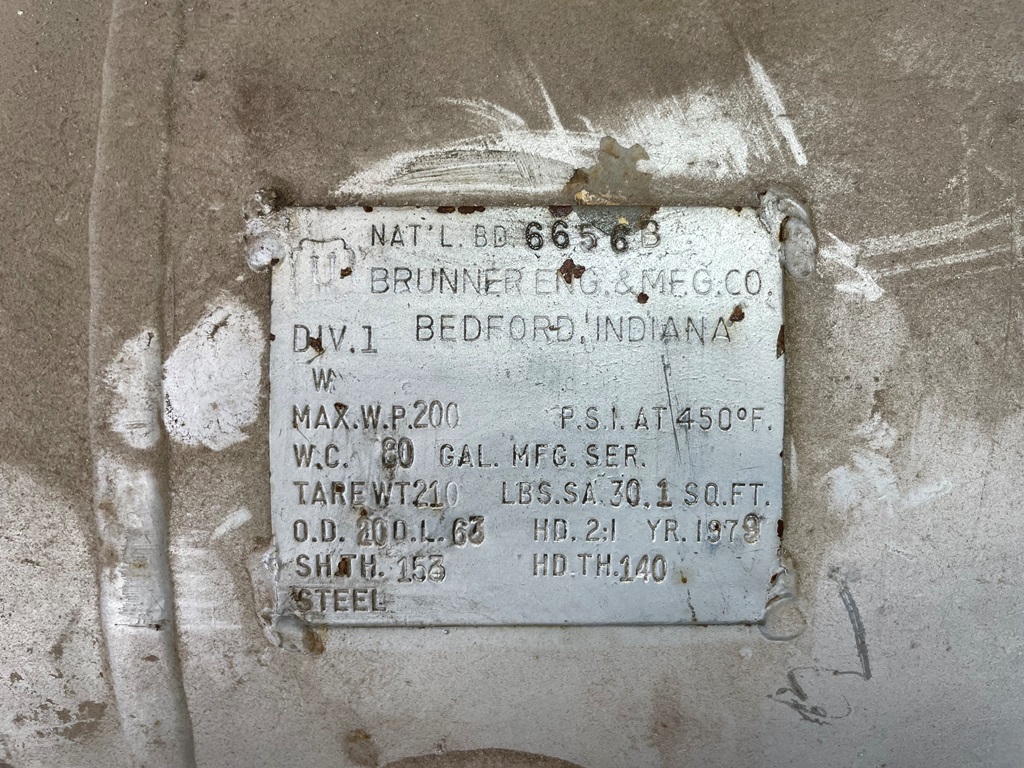 U NAT'L. BD. 6656B
BRUNNER ENG. & MFG. CO.
BEDFORD, INDIANA
DIV. 1
W
MAX. W.P. 200 P.S.I. AT 450°F.
W.C. 80 GAL. MFG. SER.
TARE WT 210 LBS. SA. 30.1 SQ. FT.
O.D. 20 O.L. 63 HD. 2:1 YR. 1979
SH.TH. 153 HD.TH. 140
STEEL